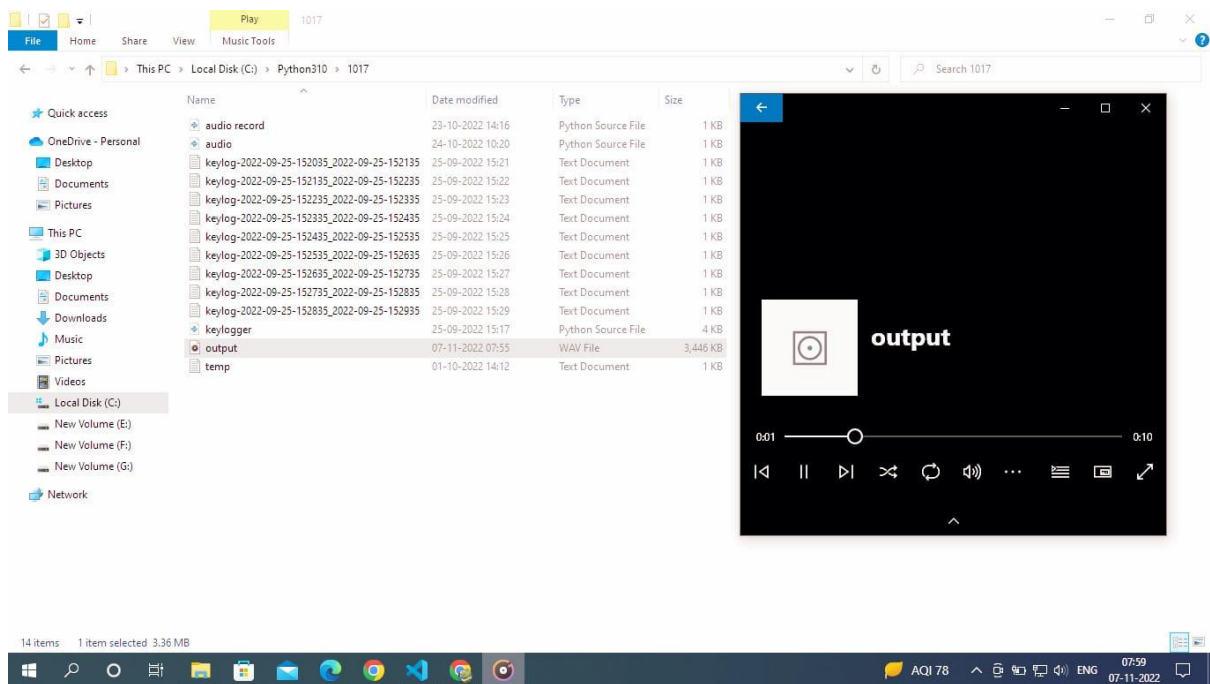 Play 1017
File Home Share View Music Tools
This PC > Local Disk (C:) > Python310 > 1017 Search 1017
Name Date modified Type Size
Quick access
OneDrive - Personal
Desktop
Documents
Pictures
This PC
3D Objects
Desktop
Documents
Downloads
Music
Pictures
Videos
Local Disk (C:)
New Volume (E:)
New Volume (F:)
New Volume (G:)
Network
audio record 23-10-2022 14:16 Python Source File 1 KB
audio 24-10-2022 10:20 Python Source File 1 KB
keylog-2022-09-25-152035_2022-09-25-152135 25-09-2022 15:21 Text Document 1 KB
keylog-2022-09-25-152135_2022-09-25-152235 25-09-2022 15:22 Text Document 1 KB
keylog-2022-09-25-152235_2022-09-25-152335 25-09-2022 15:23 Text Document 1 KB
keylog-2022-09-25-152335_2022-09-25-152435 25-09-2022 15:24 Text Document 1 KB
keylog-2022-09-25-152435_2022-09-25-152535 25-09-2022 15:25 Text Document 1 KB
keylog-2022-09-25-152535_2022-09-25-152635 25-09-2022 15:26 Text Document 1 KB
keylog-2022-09-25-152635_2022-09-25-152735 25-09-2022 15:27 Text Document 1 KB
keylog-2022-09-25-152735_2022-09-25-152835 25-09-2022 15:28 Text Document 1 KB
keylog-2022-09-25-152835_2022-09-25-152935 25-09-2022 15:29 Text Document 1 KB
keylogger 25-09-2022 15:17 Python Source File 4 KB
output 07-11-2022 07:55 WAV File 3,446 KB
temp 01-10-2022 14:12 Text Document 1 KB
output
0:01 0:10
14 items 1 item selected 3.36 MB
AQI 78 ENG 07:59
07-11-2022